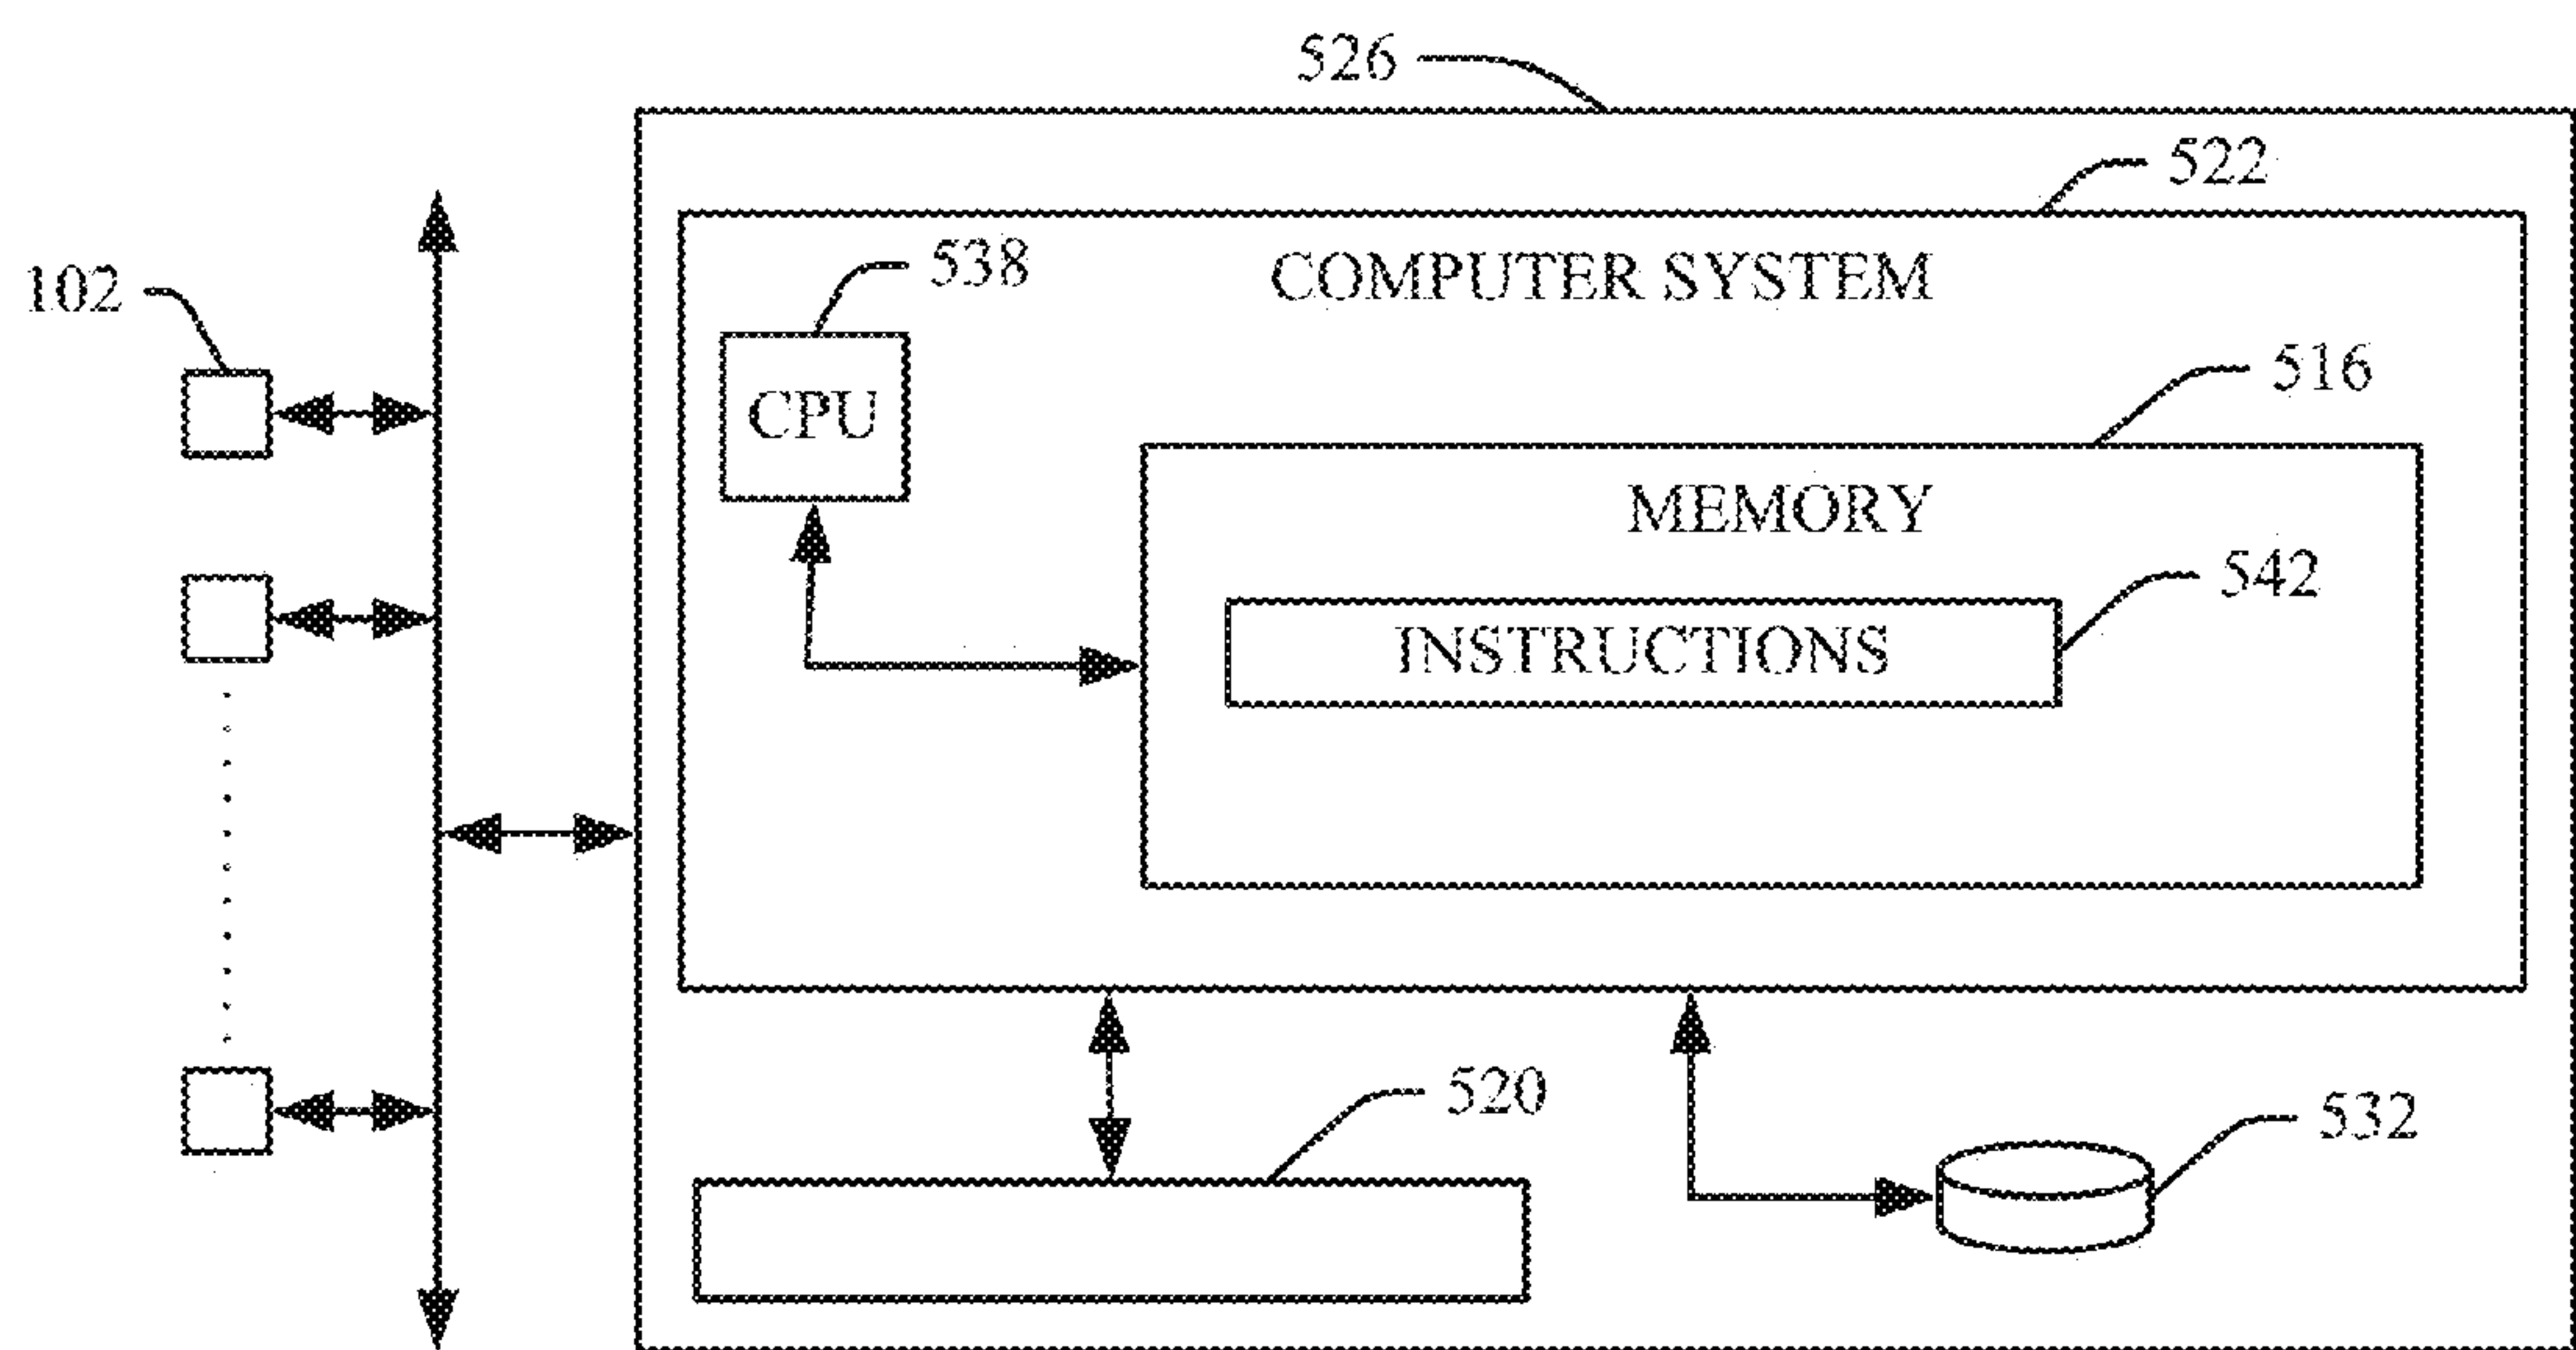 526
522
538
COMPUTER SYSTEM
102
516
CPU
MEMORY
542
INSTRUCTIONS
520
532